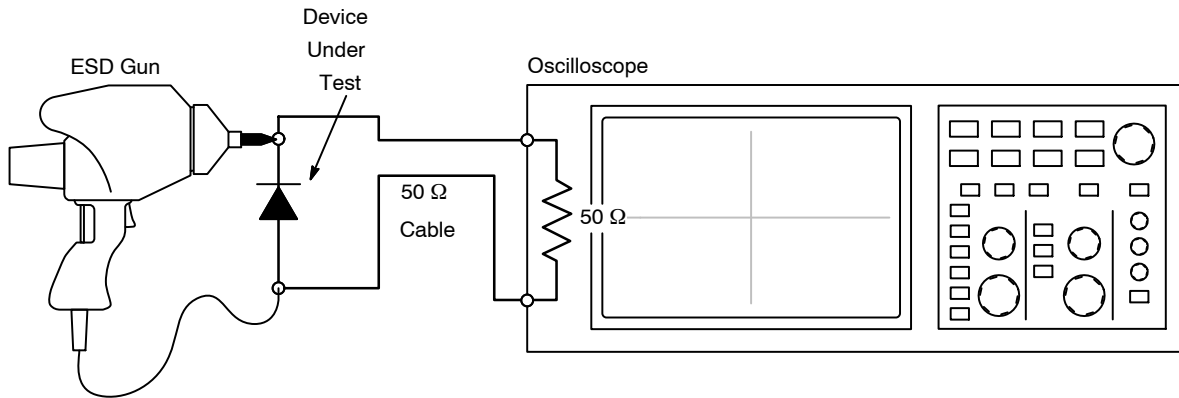 Device
Under
Test
ESD Gun
Oscilloscope
50 Ω
Cable
50 Ω